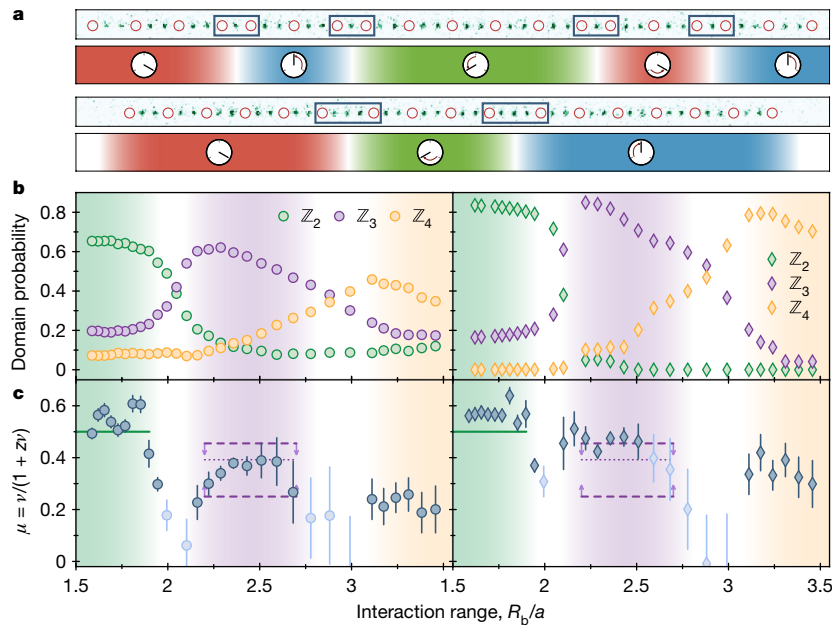 a
b
Domain probability
0.8
0.6
0.4
0.2
0
ℤ2 ℤ3 ℤ4
ℤ2
ℤ3
ℤ4
c
μ = ν/(1 + zν)
0.6
0.4
0.2
0
1.5 2 2.5 3 1.5 2 2.5 3 3.5
Interaction range, Rb/a